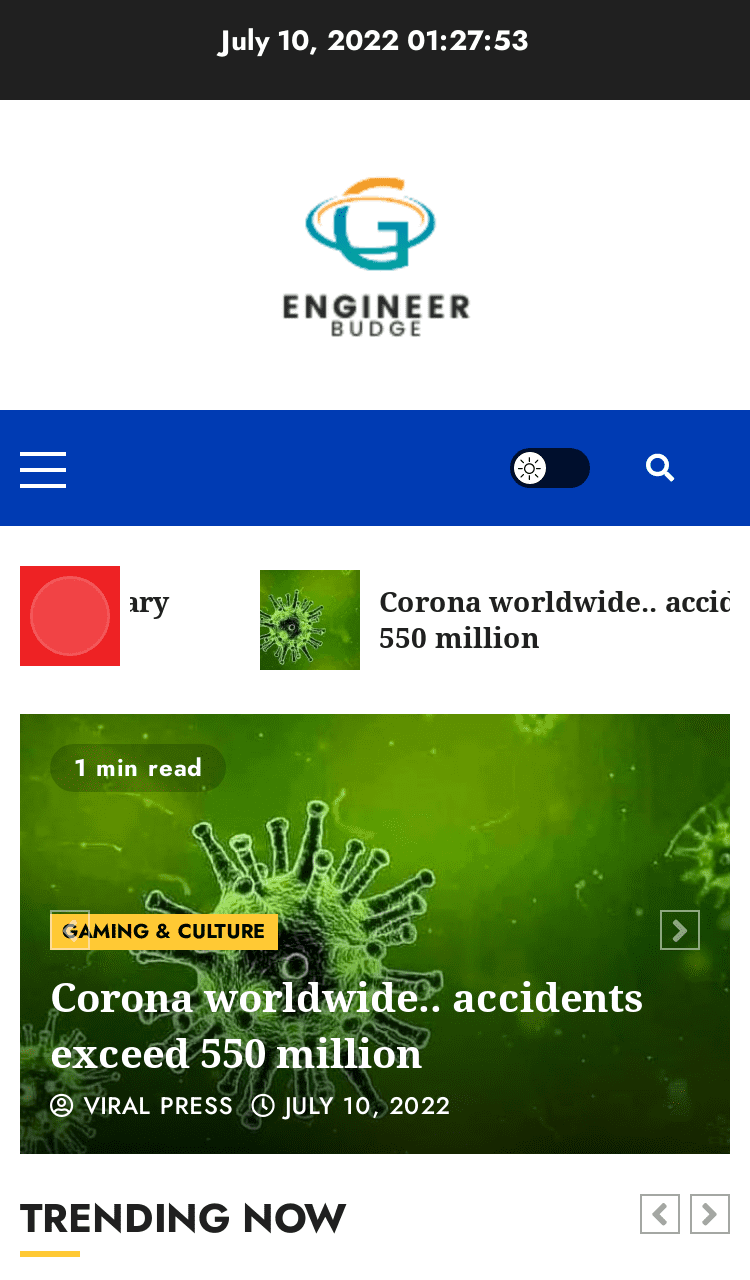 July 10, 2022 01:27:53
ENGINEER
BUDGE
ary
Corona worldwide.. accid
550 million
1 min read
GAMING & CULTURE
Corona worldwide.. accidents
exceed 550 million
VIRAL PRESS JULY 10, 2022
TRENDING NOW